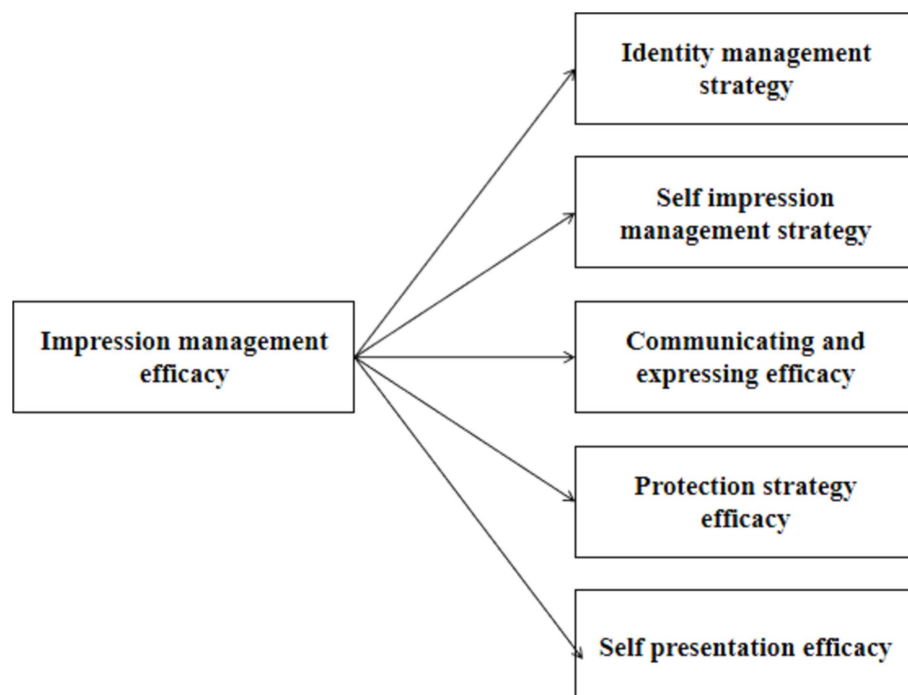 Identity management
strategy
Self impression
management strategy
Impression management
efficacy
Communicating and
expressing efficacy
Protection strategy
efficacy
Self presentation efficacy